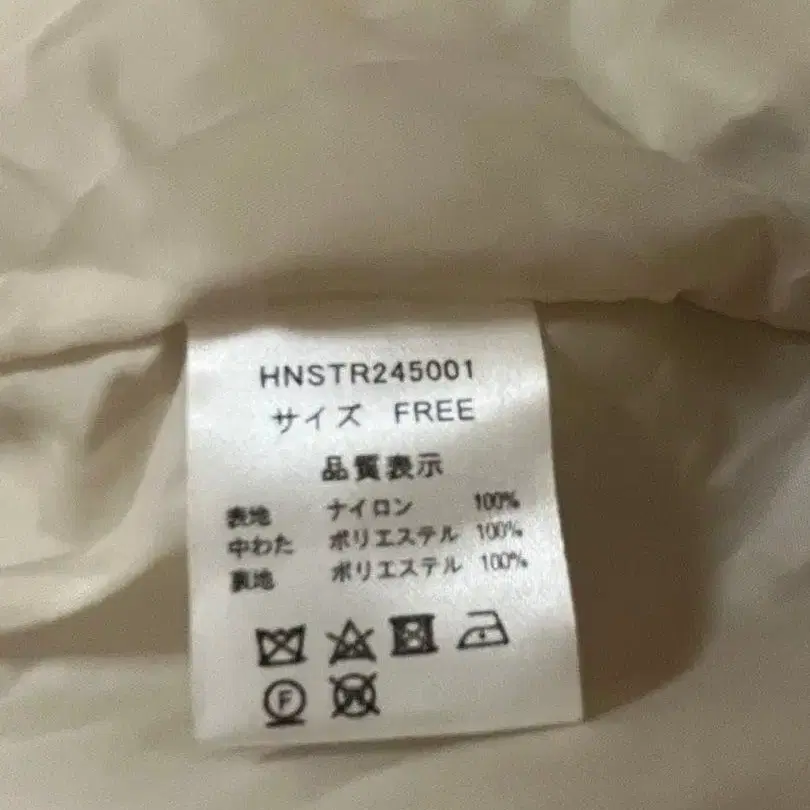 HNSTR245001
サイズ FREE
品質表示
表地 ナイロン 100%
中わた ポリエステル 100%
裏地 ポリエステル 100%
F